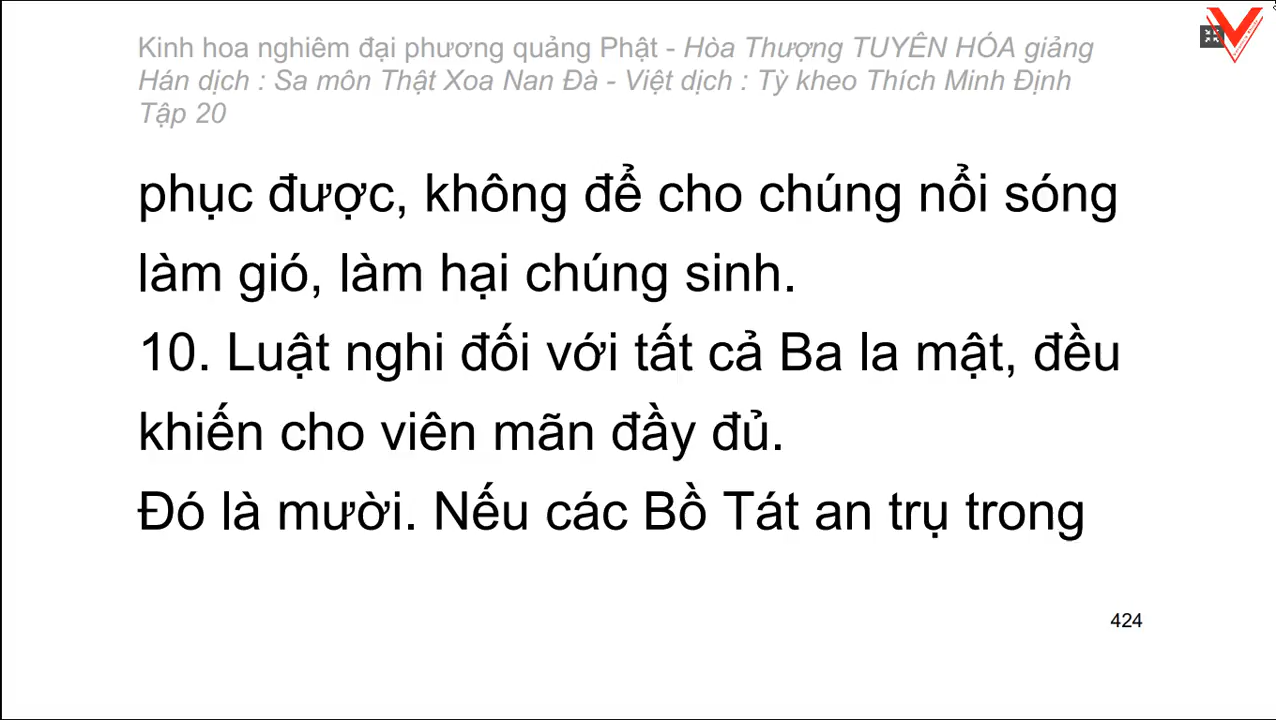 Kinh hoa nghiêm đại phương quảng Phật - Hòa Thượng TUYÊN HÓA giảng
Hán dịch : Sa môn Thật Xoa Nan Đà - Việt dịch : Tỳ kheo Thích Minh Định
Tập 20
phục được, không để cho chúng nổi sóng
làm gió, làm hại chúng sinh.
10. Luật nghi đối với tất cả Ba la mật, đều
khiến cho viên mãn đầy đủ.
Đó là mười. Nếu các Bồ Tát an trụ trong
424